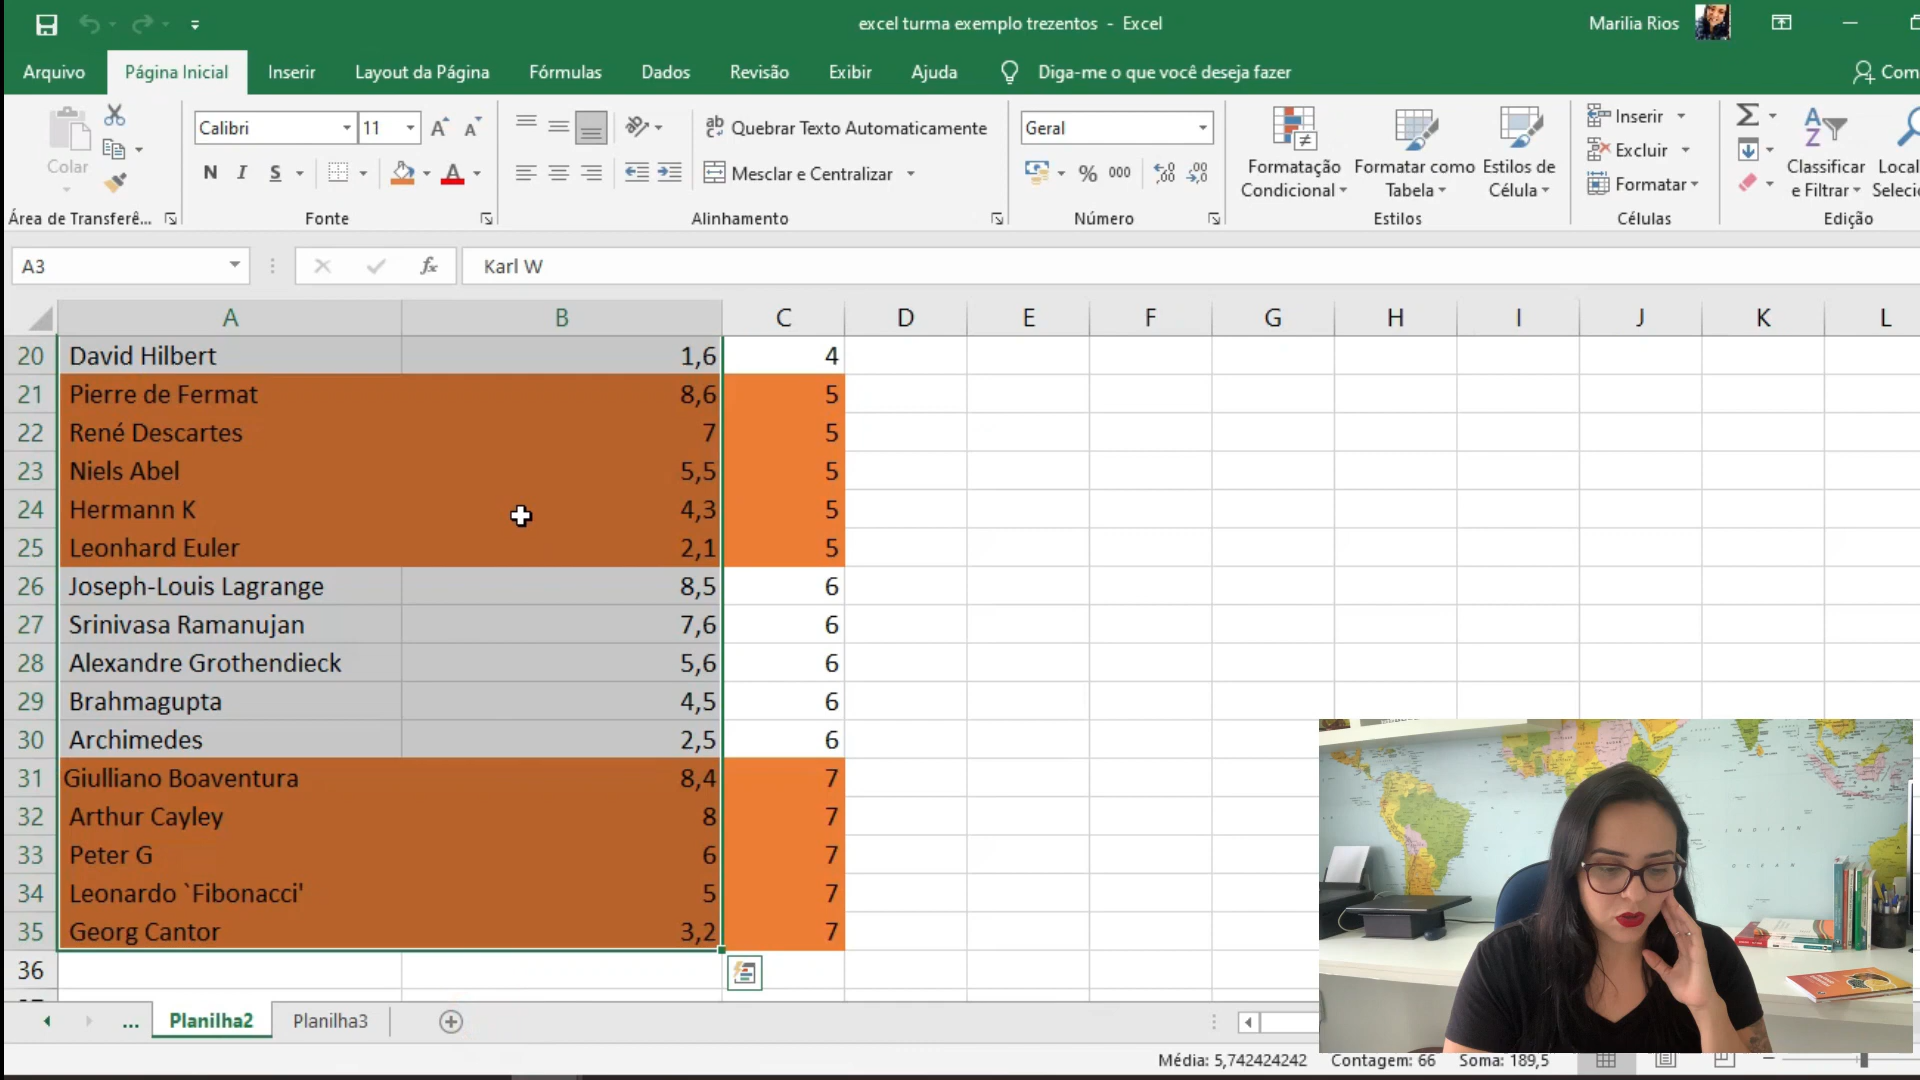 excel turma exemplo trezentos - Excel
Marilia Rios
Arquivo
Página Inicial
Inserir
Layout da Página
Fórmulas
Dados
Revisão
Exibir
Ajuda
Diga-me o que você deseja fazer
Com
Colar
Área de Transferê...
Calibri
11
N I S
A
Fonte
Quebrar Texto Automaticamente
Mesclar e Centralizar
Alinhamento
Geral
% 000
Número
Formatação Condicional
Formatar como Tabela
Estilos de Célula
Estilos
Inserir
Excluir
Formatar
Células
Classificar e Filtrar
Local
Seleci
Edição
A3
fx
Karl W
A B C D E F G H I J K L
20 David Hilbert 1,6 4
21 Pierre de Fermat 8,6 5
22 René Descartes 7 5
23 Niels Abel 5,5 5
24 Hermann K 4,3 5
25 Leonhard Euler 2,1 5
26 Joseph-Louis Lagrange 8,5 6
27 Srinivasa Ramanujan 7,6 6
28 Alexandre Grothendieck 5,6 6
29 Brahmagupta 4,5 6
30 Archimedes 2,5 6
31 Giulliano Boaventura 8,4 7
32 Arthur Cayley 8 7
33 Peter G 6 7
34 Leonardo `Fibonacci' 5 7
35 Georg Cantor 3,2 7
36
...
Planilha2
Planilha3
Média: 5,742424242 Contagem: 66 Soma: 189,5